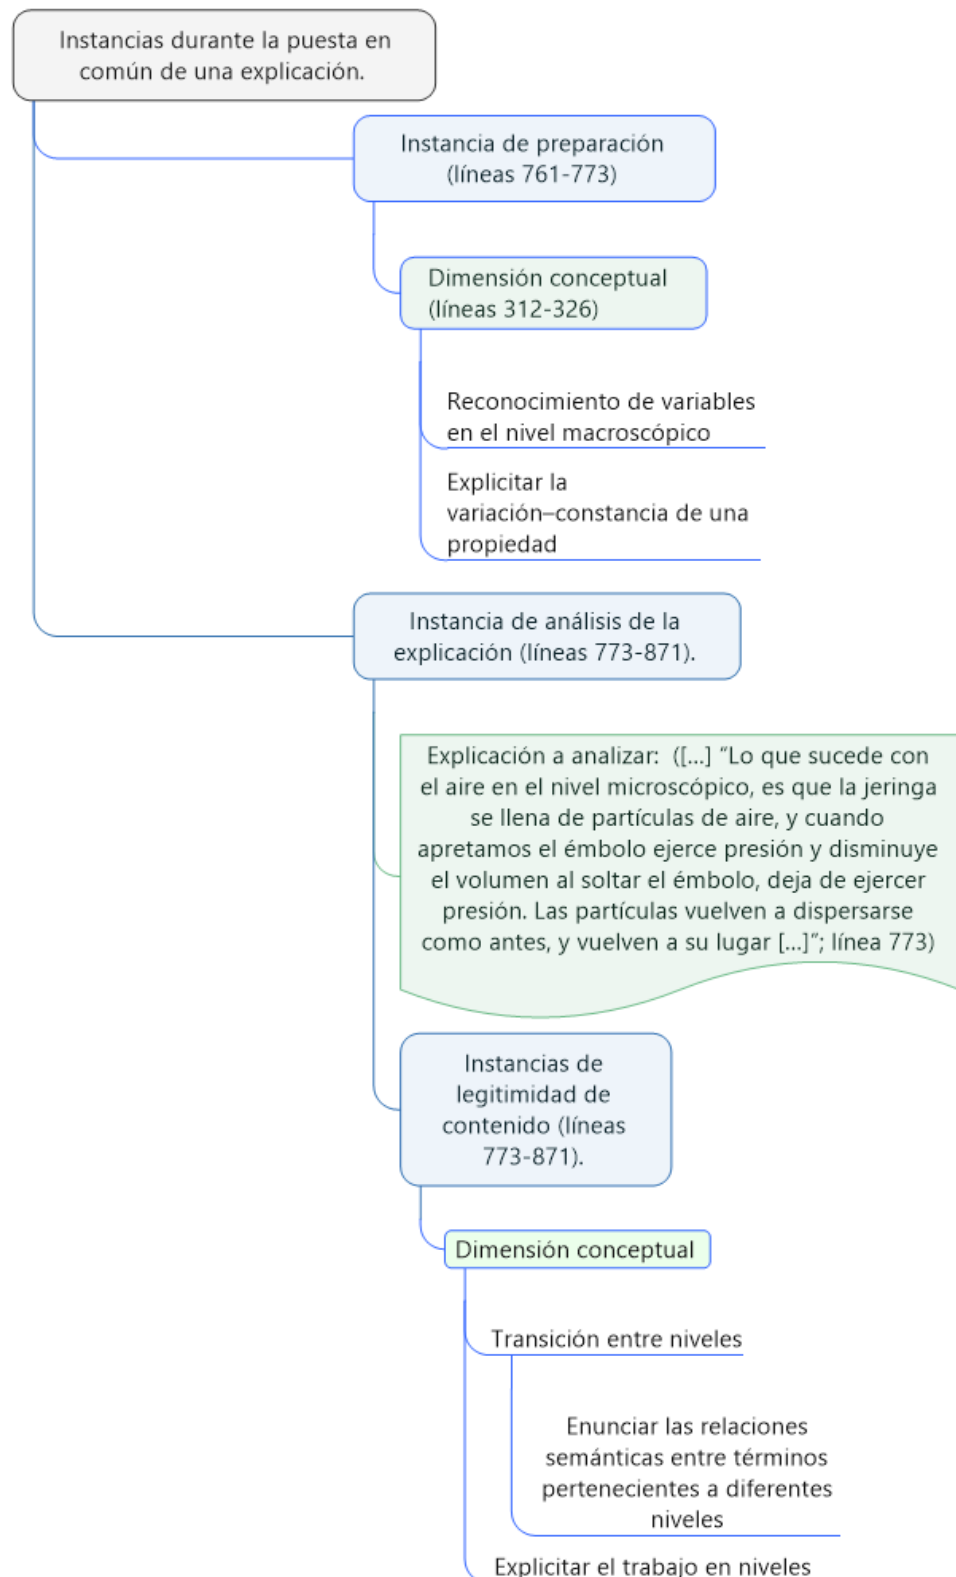 Instancias durante la puesta en
común de una explicación.
Instancia de preparación
(líneas 761-773)
Dimensión conceptual
(líneas 312-326)
Reconocimiento de variables
en el nivel macroscópico
Explicitar la
variación–constancia de una
propiedad
Instancia de análisis de la
explicación (líneas 773-871).
Explicación a analizar:  ([...] “Lo que sucede con
el aire en el nivel microscópico, es que la jeringa
se llena de partículas de aire, y cuando
apretamos el émbolo ejerce presión y disminuye
el volumen al soltar el émbolo, deja de ejercer
presión. Las partículas vuelven a dispersarse
como antes, y vuelven a su lugar [...]”; línea 773)
Instancias de
legitimidad de
contenido (líneas
773-871).
Dimensión conceptual
Transición entre niveles
Enunciar las relaciones
semánticas entre términos
pertenecientes a diferentes
niveles
Explicitar el trabajo en niveles